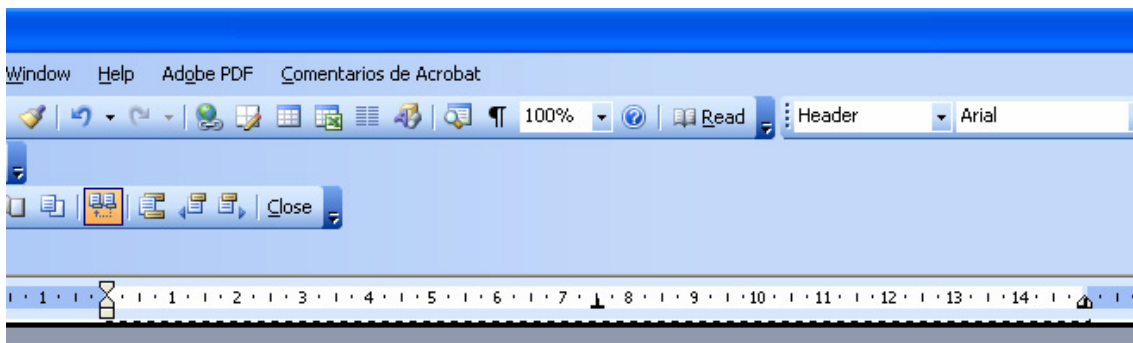 Window Help Adobe PDF Comentarios de Acrobat
¶ 100% Read Header Arial
Close
1 1 2 3 4 5 6 7 8 9 10 11 12 13 14